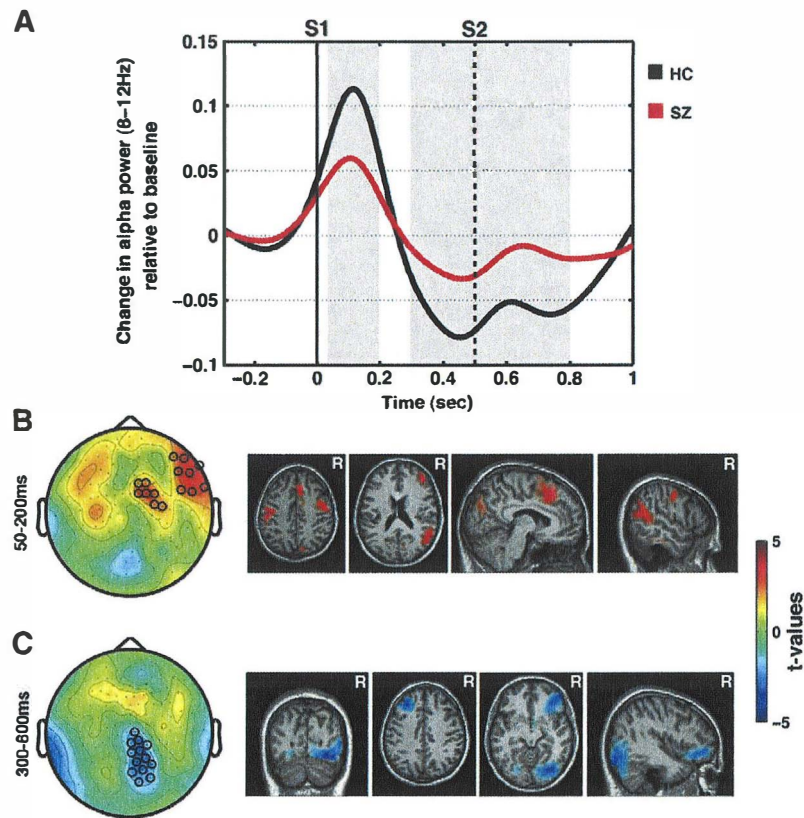 A
S1
S2
0.15
0.1
0.05
0
−0.05
−0.1
Change in alpha power (8–12Hz)
relative to baseline
−0.2
0
0.2
0.4
0.6
0.8
1
Time (sec)
HC
SZ
B
50-200ms
R
R
R
R
C
300-600ms
R
R
R
R
5
0
−5
t-values